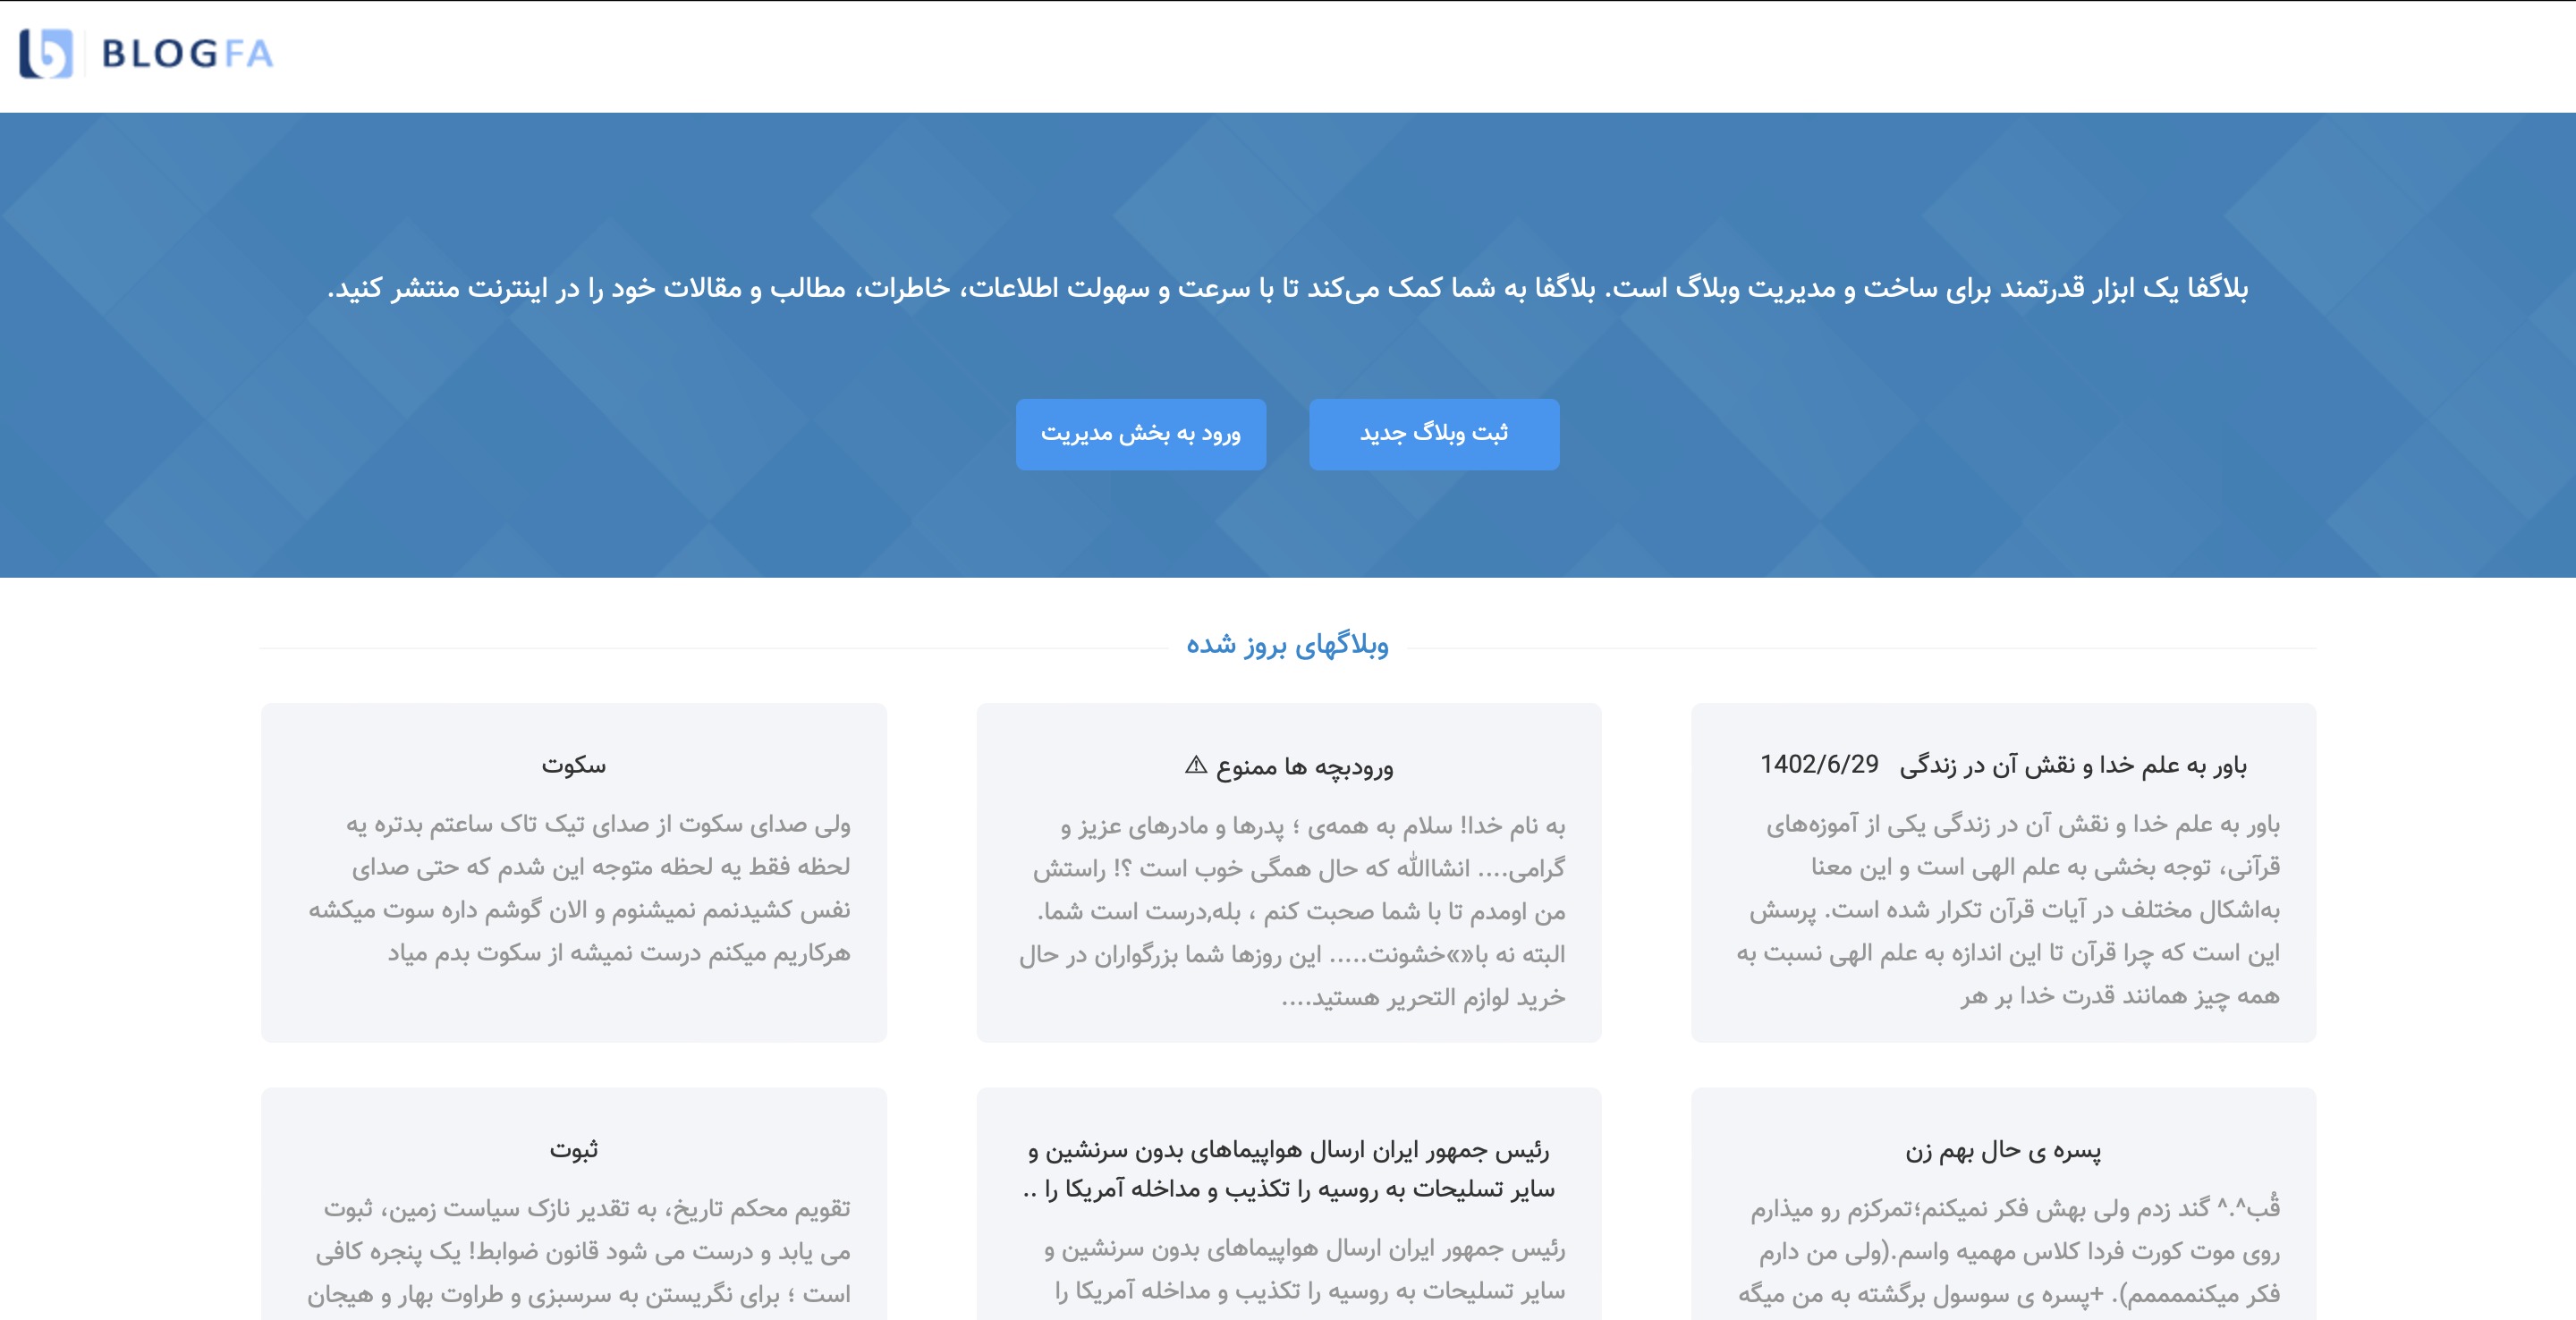 BLOGFA
بلاگفا یک ابزار قدرتمند برای ساخت و مدیریت وبلاگ است. بلاگفا به شما کمک می‌کند تا با سرعت و سهولت اطلاعات، خاطرات، مطالب و مقالات خود را در اینترنت منتشر کنید.
ثبت وبلاگ جدید
ورود به بخش مدیریت
وبلاگهای بروز شده
باور به علم خدا و نقش آن در زندگی 1402/6/29
باور به علم خدا و نقش آن در زندگی یکی از آموزه‌های
قرآنی، توجه بخشی به علم الهی است و این معنا
به‌اشکال مختلف در آیات قرآن تکرار شده است. پرسش
این است که چرا قرآن تا این اندازه به علم الهی نسبت به
همه چیز همانند قدرت خدا بر هر
ورودبچه ها ممنوع ⚠
به نام خدا! سلام به همه‌ی ؛ پدرها و مادرهای عزیز و
گرامی.... انشاالله که حال همگی خوب است ؟! راستش
من اومدم تا با شما صحبت کنم ، بله,درست است شما.
البته نه با«»خشونت..... این روزها شما بزرگواران در حال
خرید لوازم التحریر هستید....
سکوت
ولی صدای سکوت از صدای تیک تاک ساعتم بدتره یه
لحظه فقط یه لحظه متوجه این شدم که حتی صدای
نفس کشیدنمم نمیشنوم و الان گوشم داره سوت میکشه
هرکاریم میکنم درست نمیشه از سکوت بدم میاد
پسره ی حال بهم زن
قُب^.^ گند زدم ولی بهش فکر نمیکنم؛تمرکزم رو میذارم
روی موت کورت فردا کلاس مهمیه واسم.(ولی من دارم
فکر میکنمممم). +پسره ی سوسول برگشته به من میگه
رئیس جمهور ایران ارسال هواپیماهای بدون سرنشین و
سایر تسلیحات به روسیه را تکذیب و مداخله آمریکا را ..
رئیس جمهور ایران ارسال هواپیماهای بدون سرنشین و
سایر تسلیحات به روسیه را تکذیب و مداخله آمریکا را
ثبوت
تقویم محکم تاریخ، به تقدیر نازک سیاست زمین، ثبوت
می یابد و درست می شود قانون ضوابط! یک پنجره کافی
است ؛ برای نگریستن به سرسبزی و طراوت بهار و هیجان